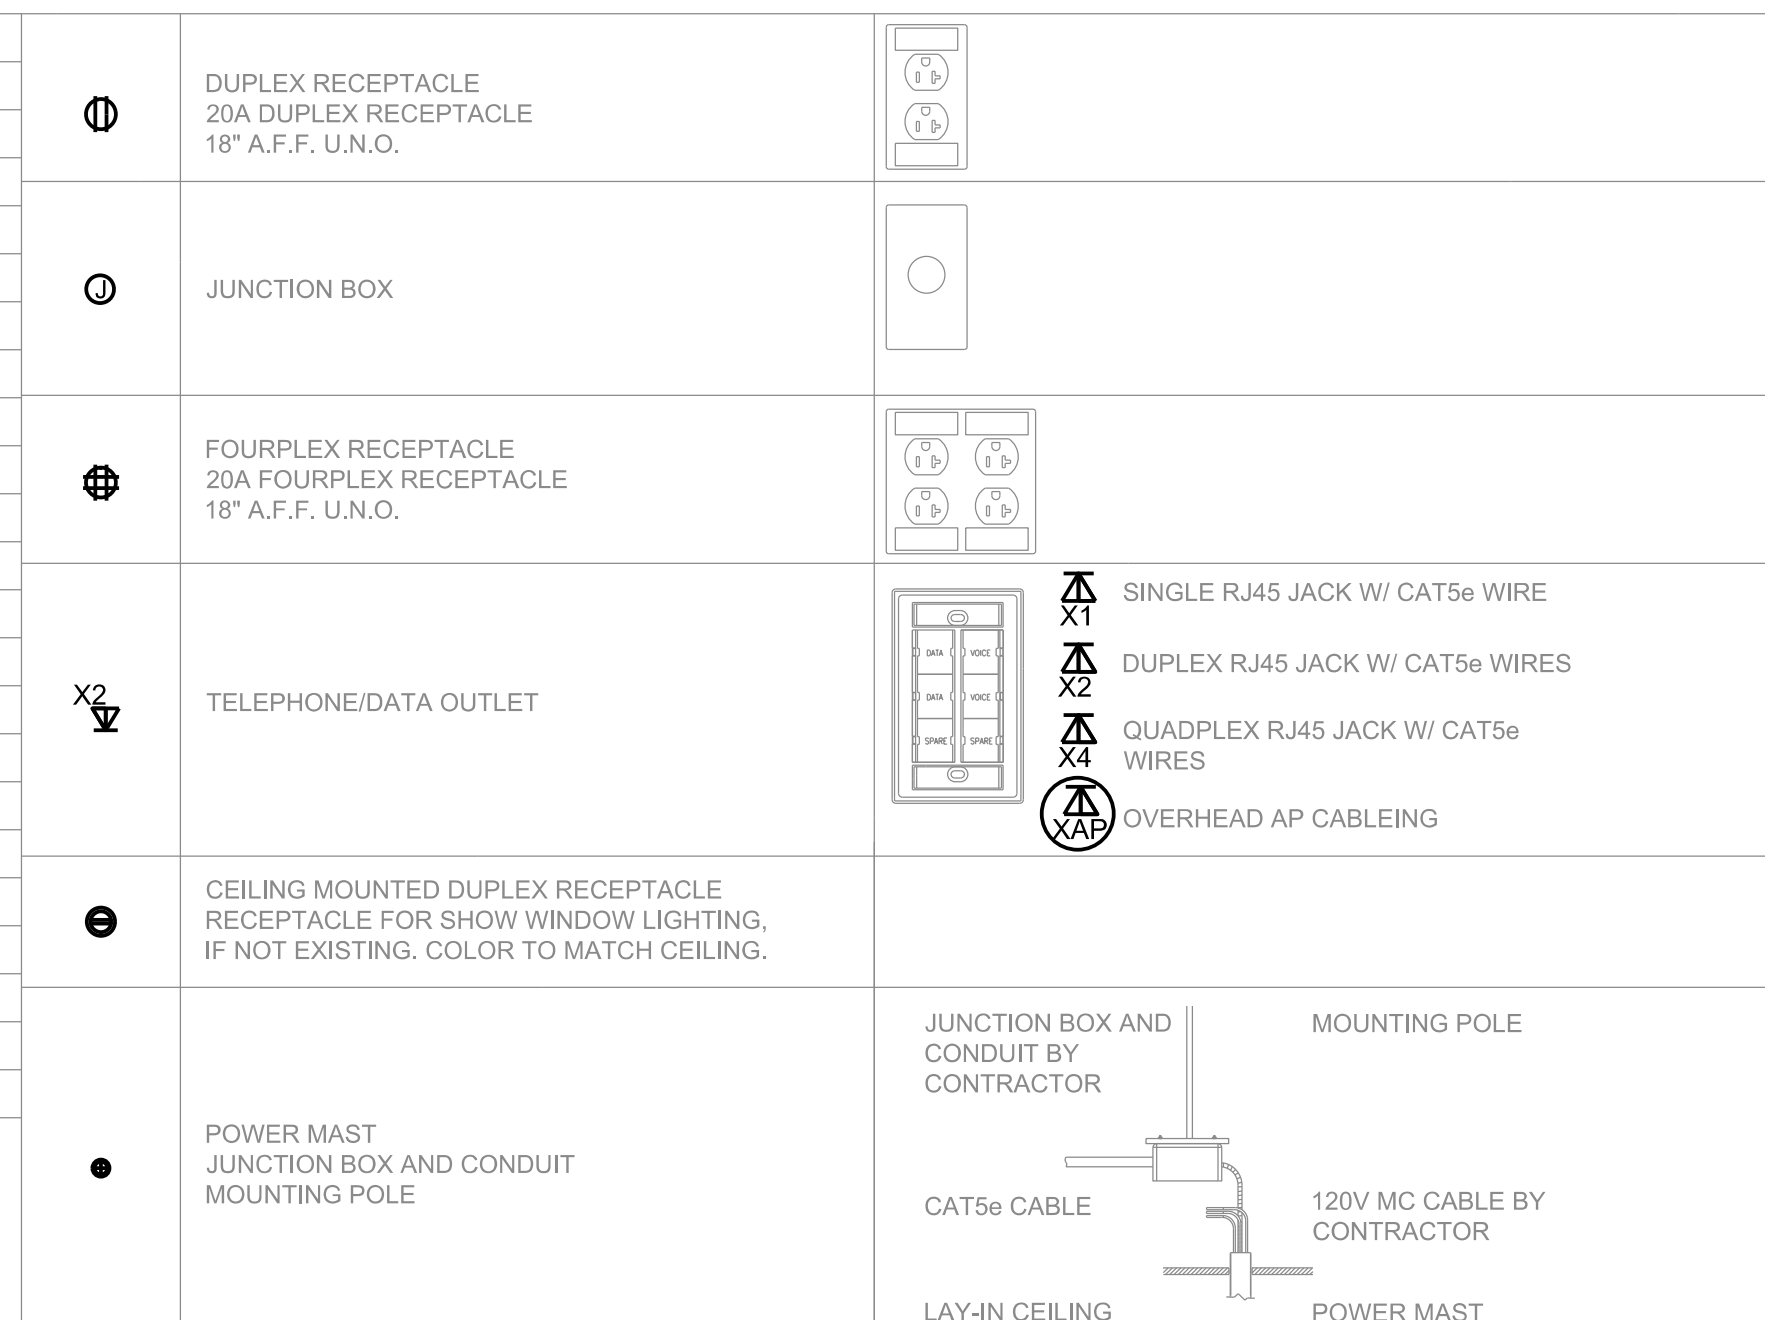 DUPLEX RECEPTACLE
20A DUPLEX RECEPTACLE
18" A.F.F. U.N.O.
J
JUNCTION BOX
FOURPLEX RECEPTACLE
20A FOURPLEX RECEPTACLE
18" A.F.F. U.N.O.
X2
TELEPHONE/DATA OUTLET
DATA VOICE
DATA VOICE
SPARE SPARE
X1
SINGLE RJ45 JACK W/ CAT5e WIRE
X2
DUPLEX RJ45 JACK W/ CAT5e WIRES
X4
QUADPLEX RJ45 JACK W/ CAT5e
WIRES
XAP
OVERHEAD AP CABLEING
CEILING MOUNTED DUPLEX RECEPTACLE
RECEPTACLE FOR SHOW WINDOW LIGHTING,
IF NOT EXISTING. COLOR TO MATCH CEILING.
POWER MAST
JUNCTION BOX AND CONDUIT
MOUNTING POLE
JUNCTION BOX AND
CONDUIT BY
CONTRACTOR
MOUNTING POLE
CAT5e CABLE
120V MC CABLE BY
CONTRACTOR
LAY-IN CEILING
POWER MAST